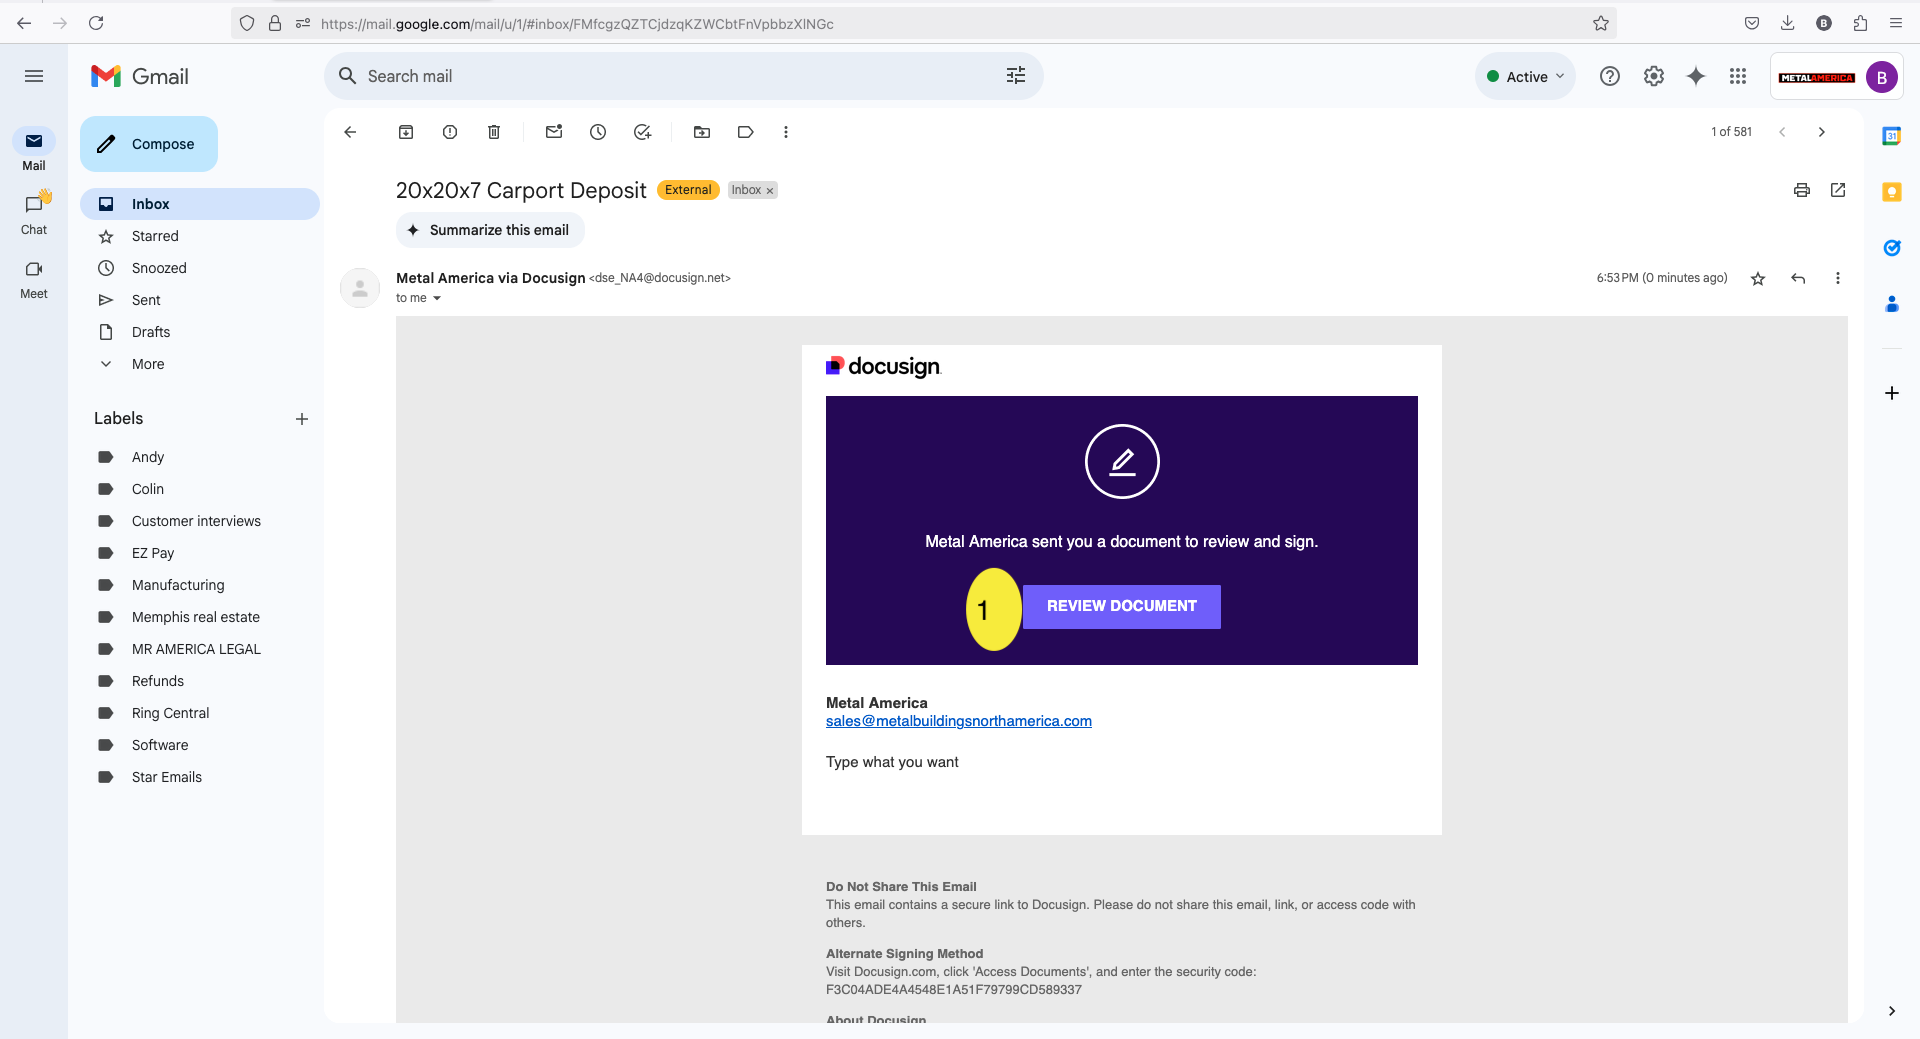 https://mail.google.com/mail/u/1/#inbox/FMfcgzQZTCjdzqKZWCbtFnVpbbzXlNGc
B
Gmail
Search mail
Active
METALAMERICA
B
Mail
Chat
Meet
Compose
Inbox
Starred
Snoozed
Sent
Drafts
More
Labels
Andy
Colin
Customer interviews
EZ Pay
Manufacturing
Memphis real estate
MR AMERICA LEGAL
Refunds
Ring Central
Software
Star Emails
1 of 581
20x20x7 Carport Deposit
External
Inbox x
Summarize this email
Metal America via Docusign <dse_NA4@docusign.net>
6:53 PM (0 minutes ago)
to me
docusign
Metal America sent you a document to review and sign.
1
REVIEW DOCUMENT
Metal America
sales@metalbuildingsnorthamerica.com
Type what you want
Do Not Share This Email
This email contains a secure link to Docusign. Please do not share this email, link, or access code with
others.
Alternate Signing Method
Visit Docusign.com, click 'Access Documents', and enter the security code:
F3C04ADE4A4548E1A51F79799CD589337
About Docusign
31